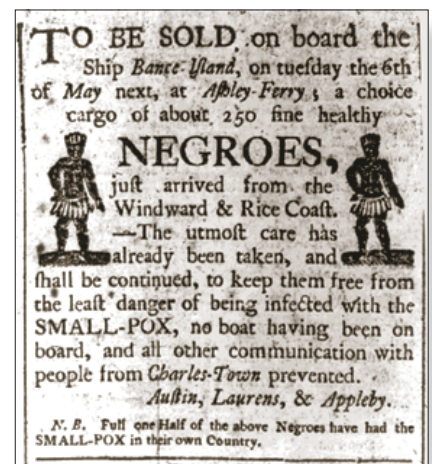 TO BE SOLD on board the
Ship Bance-Iſland, on tueſday the 6th
of May next, at Aſhley-Ferry; a choice
cargo of about 250 fine healthy
NEGROES,
juſt arrived from the
Windward & Rice Coaſt.
—The utmoſt care has
already been taken, and
ſhall be continued, to keep them free from
the leaſt danger of being infected with the
SMALL-POX, no boat having been on
board, and all other communication with
people from Charles-Town prevented.
Auſtin, Laurens, & Appleby.
N. B. Full one Half of the above Negroes have had the
SMALL-POX in their own Country.